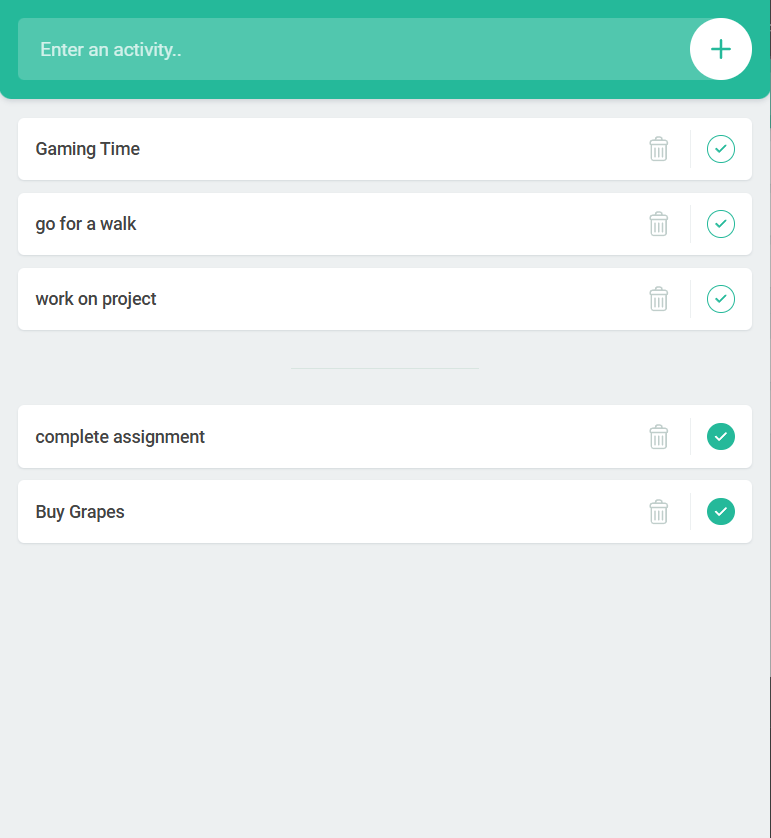 Enter an activity..
Gaming Time
go for a walk
work on project
complete assignment
Buy Grapes